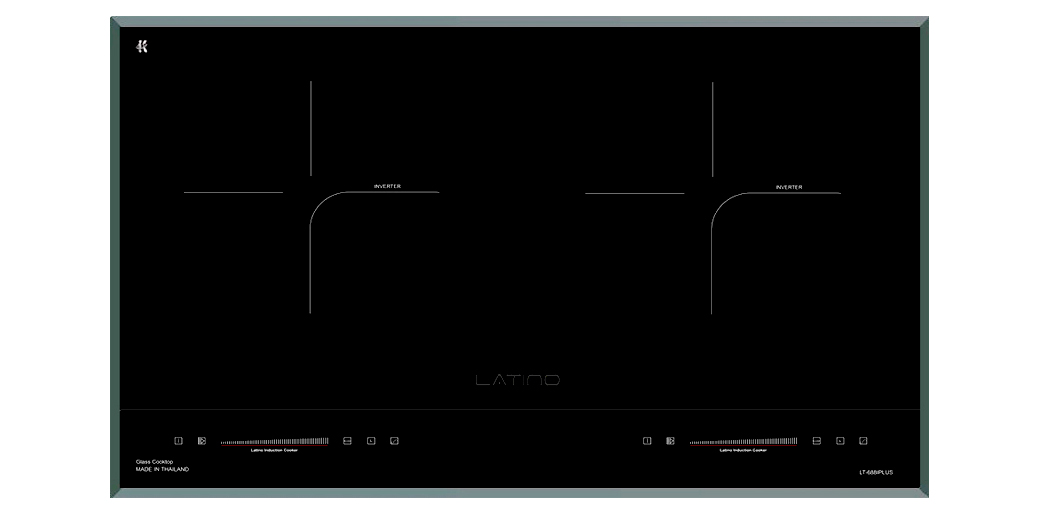 K
INVERTER
INVERTER
LATINO
Latino Induction Cooker
Latino Induction Cooker
Glass Cooktop
MADE IN THAILAND
LT-688iPLUS